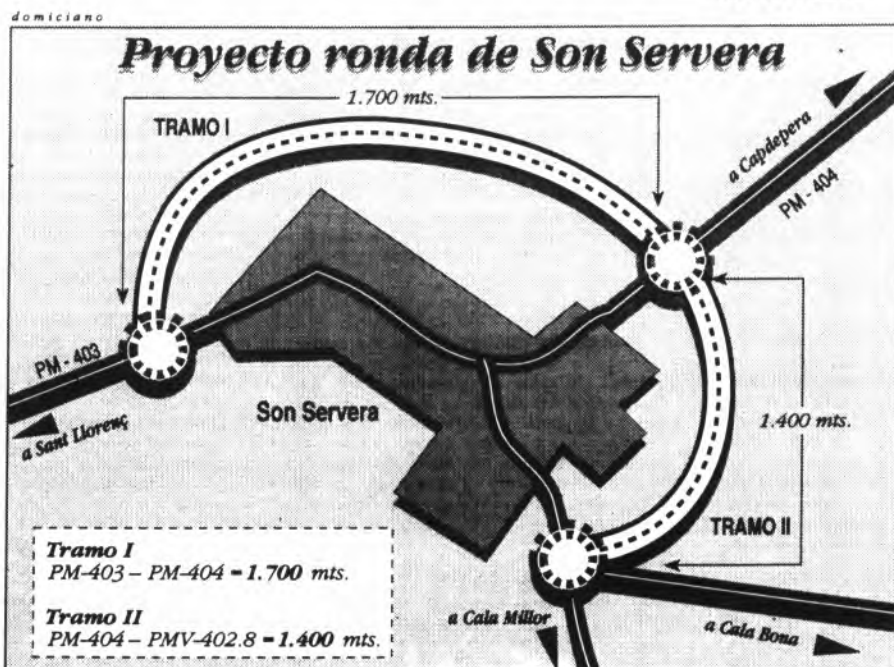 domiciano
Proyecto ronda de Son Servera
1.700 mts.
TRAMO I
a Capdepera
PM - 404
PM - 403
a Sant Llorenç
Son Servera
1.400 mts.
TRAMO II
Tramo I
PM-403 – PM-404 = 1.700 mts.
Tramo II
PM-404 – PMV-402.8 = 1.400 mts.
a Cala Millor
a Cala Bona